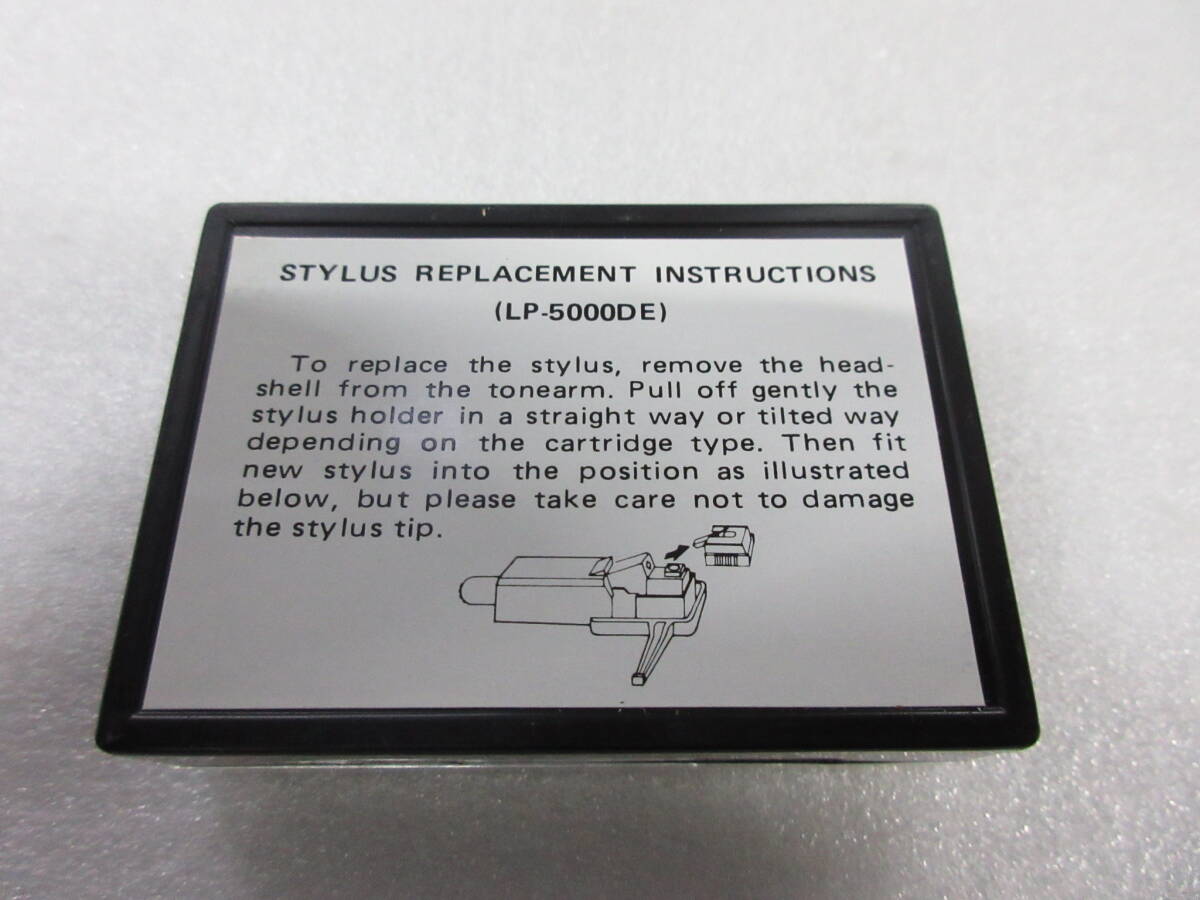 STYLUS REPLACEMENT INSTRUCTIONS
(LP-5000DE)
To replace the stylus, remove the head-
shell from the tonearm. Pull off gently the
stylus holder in a straight way or tilted way
depending on the cartridge type. Then fit
new stylus into the position as illustrated
below, but please take care not to damage
the stylus tip.